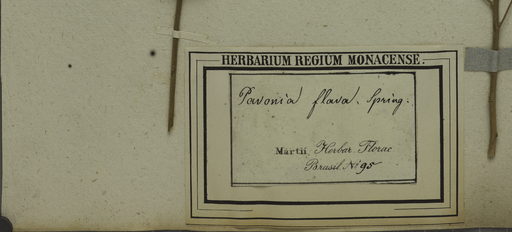 HERBARIUM REGIUM MONACENSE.
Pavonia flava. Spring.
Martii Herbar. Florae
Brasil. No 95